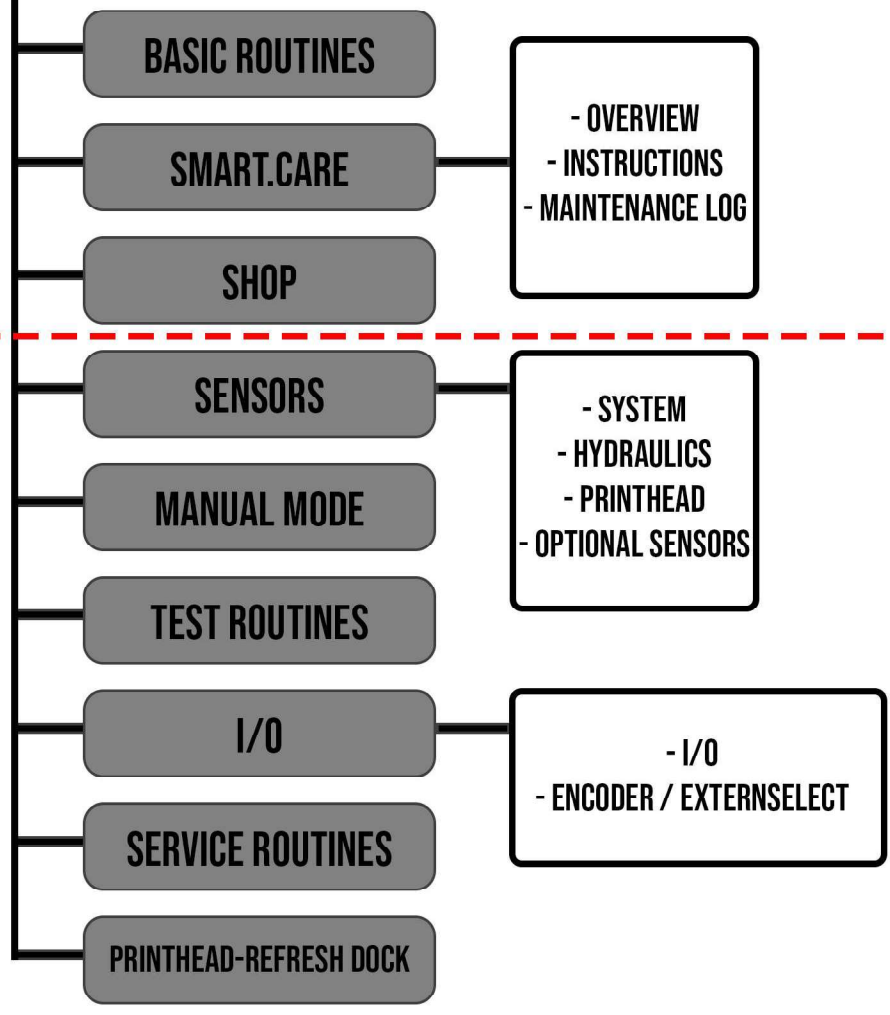 BASIC ROUTINES
SMART.CARE
- OVERVIEW
- INSTRUCTIONS
- MAINTENANCE LOG
SHOP
SENSORS
- SYSTEM
- HYDRAULICS
- PRINTHEAD
- OPTIONAL SENSORS
MANUAL MODE
TEST ROUTINES
I/O
- I/O
- ENCODER / EXTERNSELECT
SERVICE ROUTINES
PRINTHEAD-REFRESH DOCK